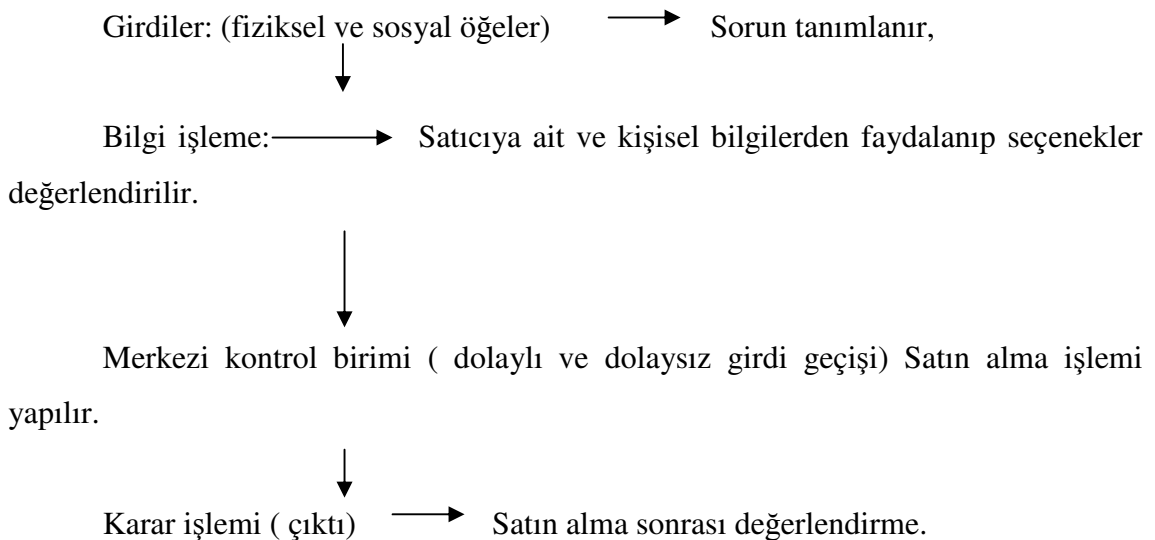 Girdiler: (fiziksel ve sosyal öğeler) Sorun tanımlanır,
Bilgi işleme: Satıcıya ait ve kişisel bilgilerden faydalanıp seçenekler
değerlendirilir.
Merkezi kontrol birimi ( dolaylı ve dolaysız girdi geçişi) Satın alma işlemi
yapılır.
Karar işlemi ( çıktı) Satın alma sonrası değerlendirme.